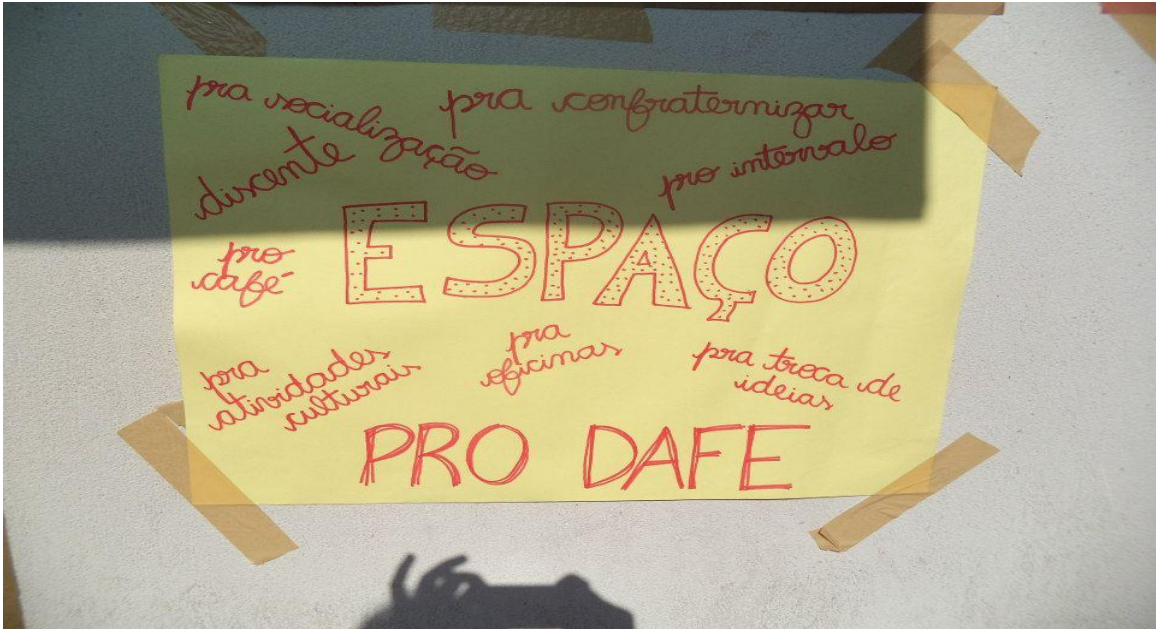 pra socialização
discente
pra confraternizar
pro intervalo
ESPAÇO
pro
café
pra
atividades
culturais
pra
oficinas
pra troca de
ideias
PRO DAFE